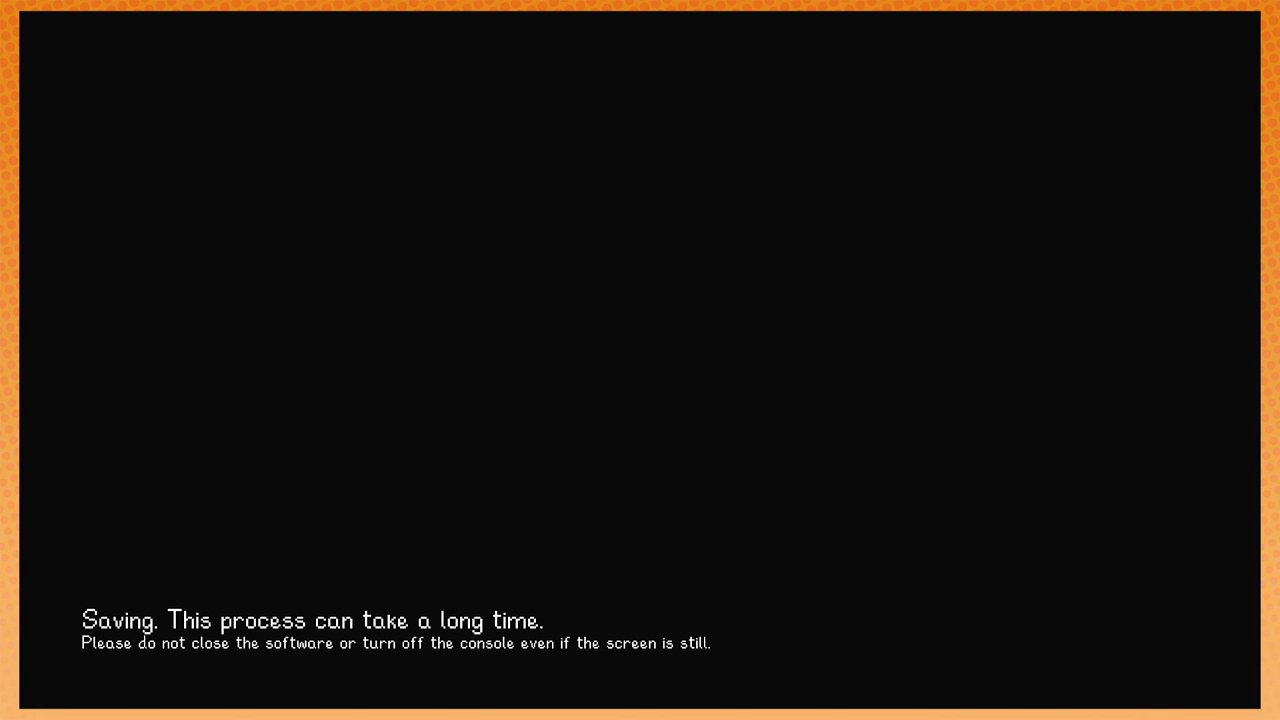 Saving. This process can take a long time.
Please do not close the software or turn off the console even if the screen is still.